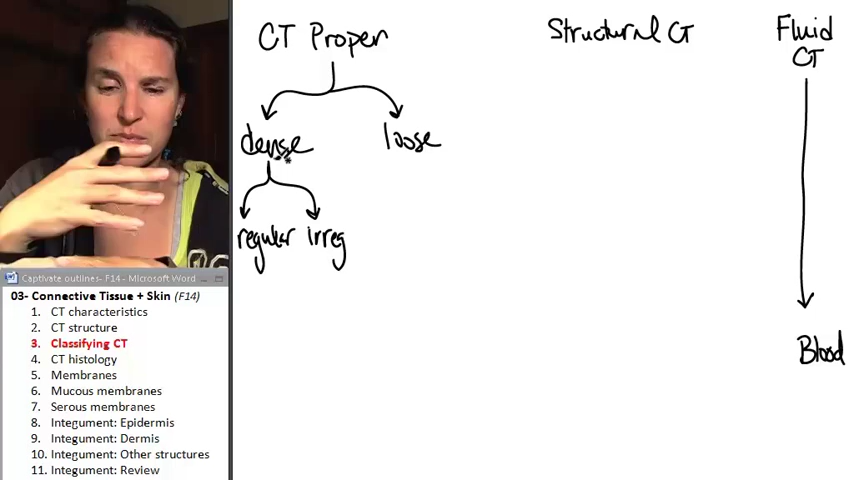 CT Proper
Structural CT
Fluid
CT
dense
loose
regular
irreg
Blood
Captivate outlines- F14 - Microsoft Word
03- Connective Tissue + Skin (F14)
1. CT characteristics
2. CT structure
3. Classifying CT
4. CT histology
5. Membranes
6. Mucous membranes
7. Serous membranes
8. Integument: Epidermis
9. Integument: Dermis
10. Integument: Other structures
11. Integument: Review